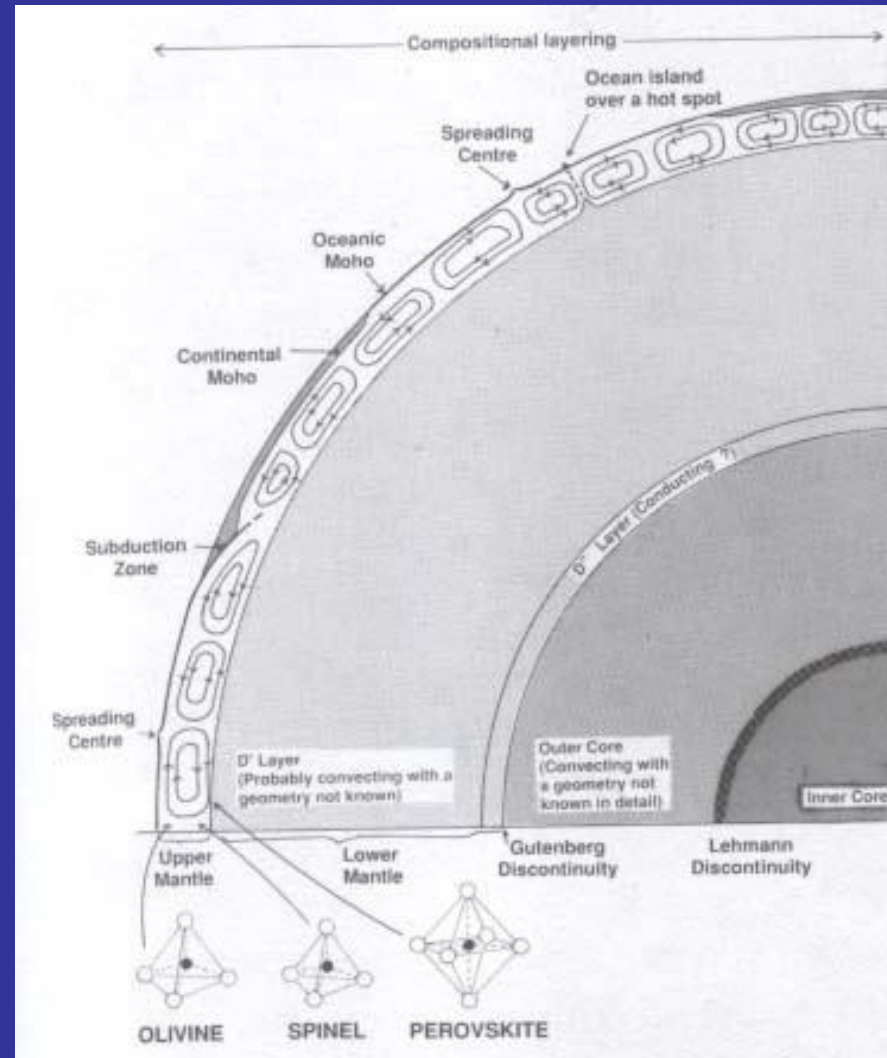 Compositional layering
Ocean island
over a hot spot
Spreading
Centre
Oceanic
Moho
Continental
Moho
Subduction
Zone
Spreading
Centre
D" Layer (Conducting ?)
D' Layer
(Probably convecting with a
geometry not known)
Outer Core
(Convecting with
a geometry not
known in detail)
Inner Core
Upper
Mantle
Lower
Mantle
Gutenberg
Discontinuity
Lehmann
Discontinuity
OLIVINE
SPINEL
PEROVSKITE